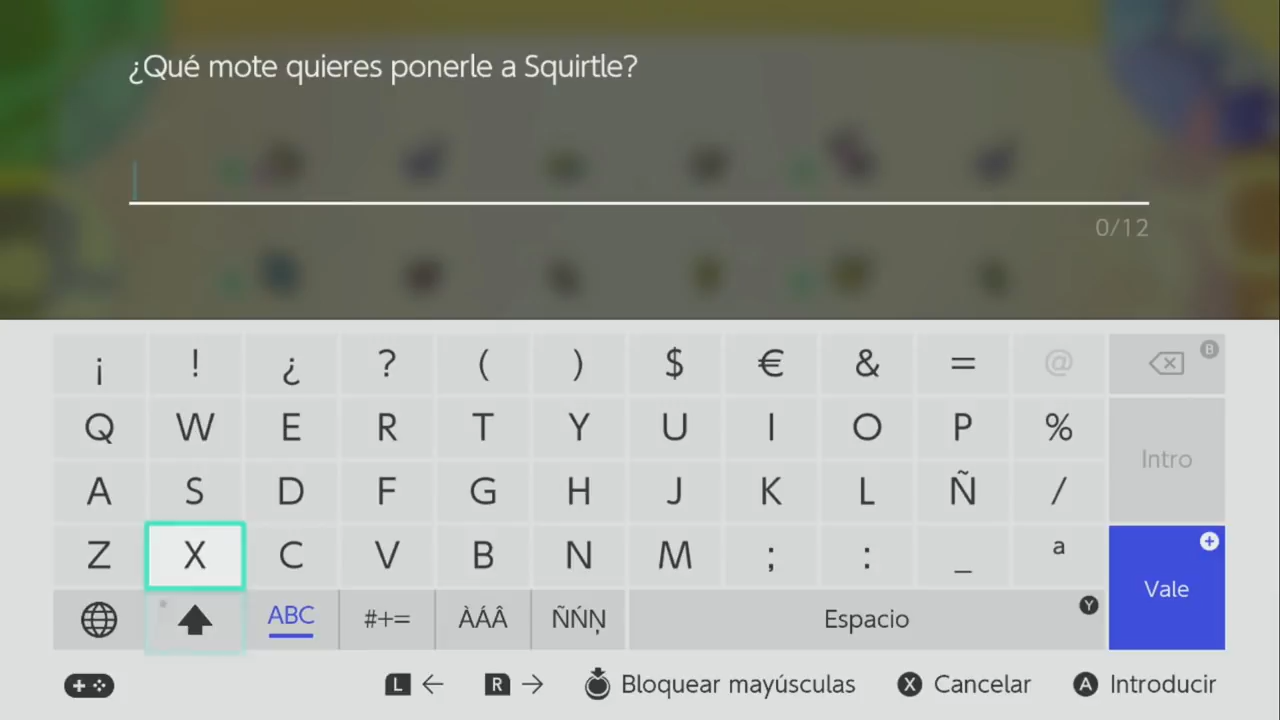 ¿Qué mote quieres ponerle a Squirtle?
0/12
¡ ! ¿ ? ( ) $ € & = @ B
Q W E R T Y U I O P %
Intro
A S D F G H J K L Ñ /
Z X C V B N M ; : _ ª
+ Vale
ABC #+= ÀÁÂ ÑŃŅ Espacio Y
L ← R → Bloquear mayúsculas X Cancelar A Introducir